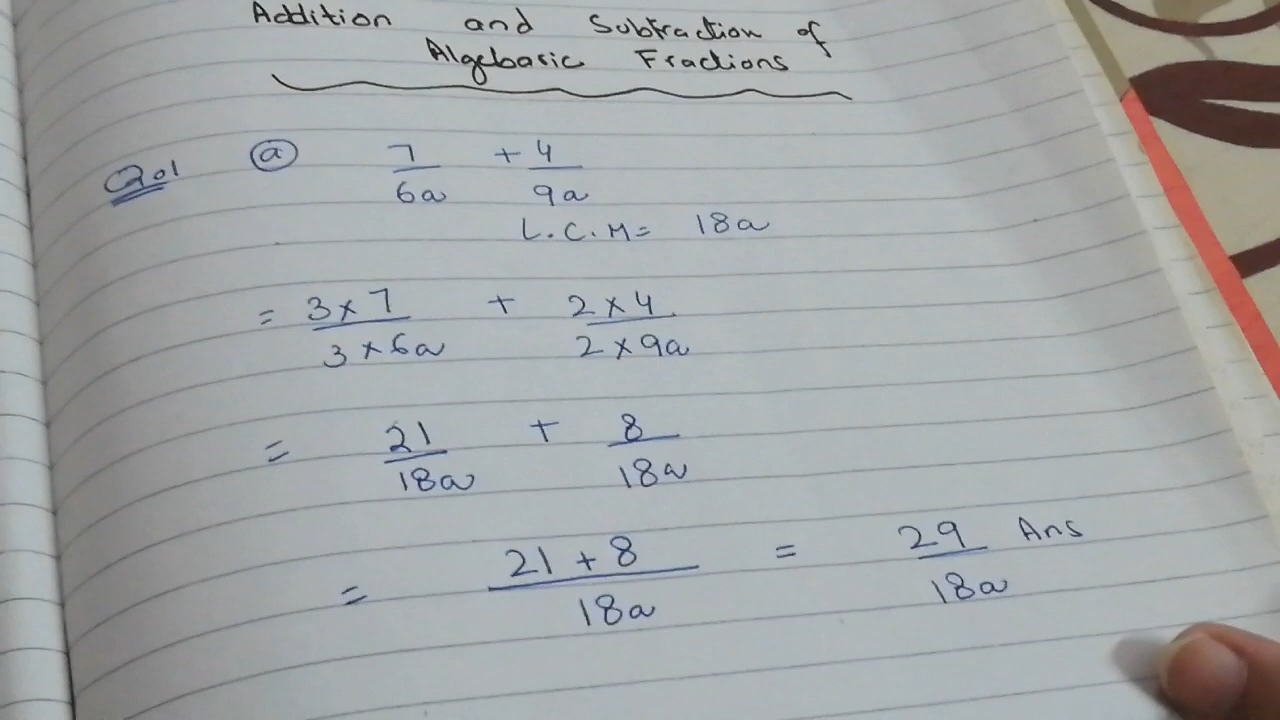 Addition and Subtraction of
Algebasic Fractions
Q01 (a) 7/6a + 4/9a
L.C.M= 18a
= 3×7/3×6a + 2×4/2×9a
= 21/18a + 8/18a
= 21+8/18a = 29/18a Ans